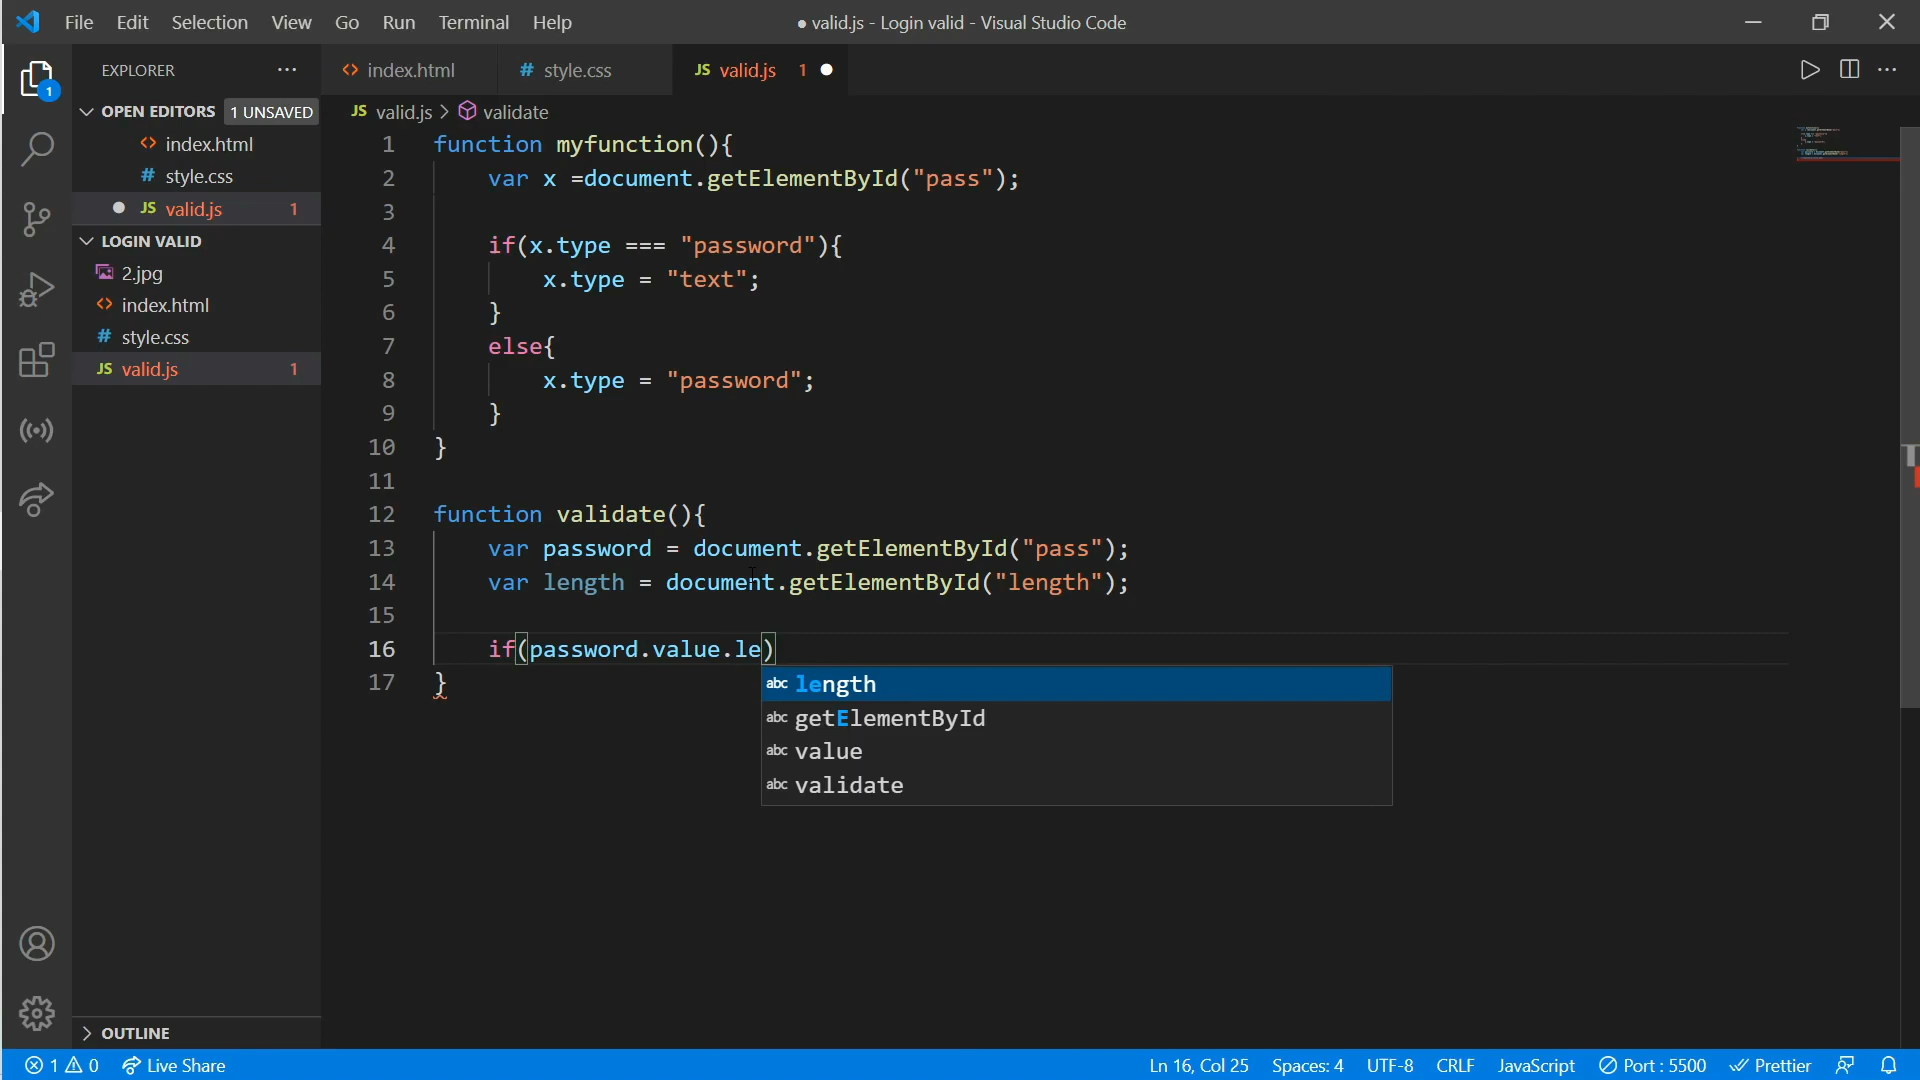 File Edit Selection View Go Run Terminal Help
● valid.js - Login valid - Visual Studio Code
EXPLORER
OPEN EDITORS 1 UNSAVED
index.html
# style.css
JS valid.js 1
LOGIN VALID
2.jpg
index.html
# style.css
JS valid.js 1
OUTLINE
1
index.html # style.css JS valid.js 1
JS valid.js > validate
1 function myfunction(){
2 var x =document.getElementById("pass");
3
4 if(x.type === "password"){
5 x.type = "text";
6 }
7 else{
8 x.type = "password";
9 }
10 }
11
12 function validate(){
13 var password = document.getElementById("pass");
14 var length = document.getElementById("length");
15
16 if(password.value.le)
17 }
abc length
abc getElementById
abc value
abc validate
1 0 Live Share Ln 16, Col 25 Spaces: 4 UTF-8 CRLF JavaScript Port : 5500 Prettier